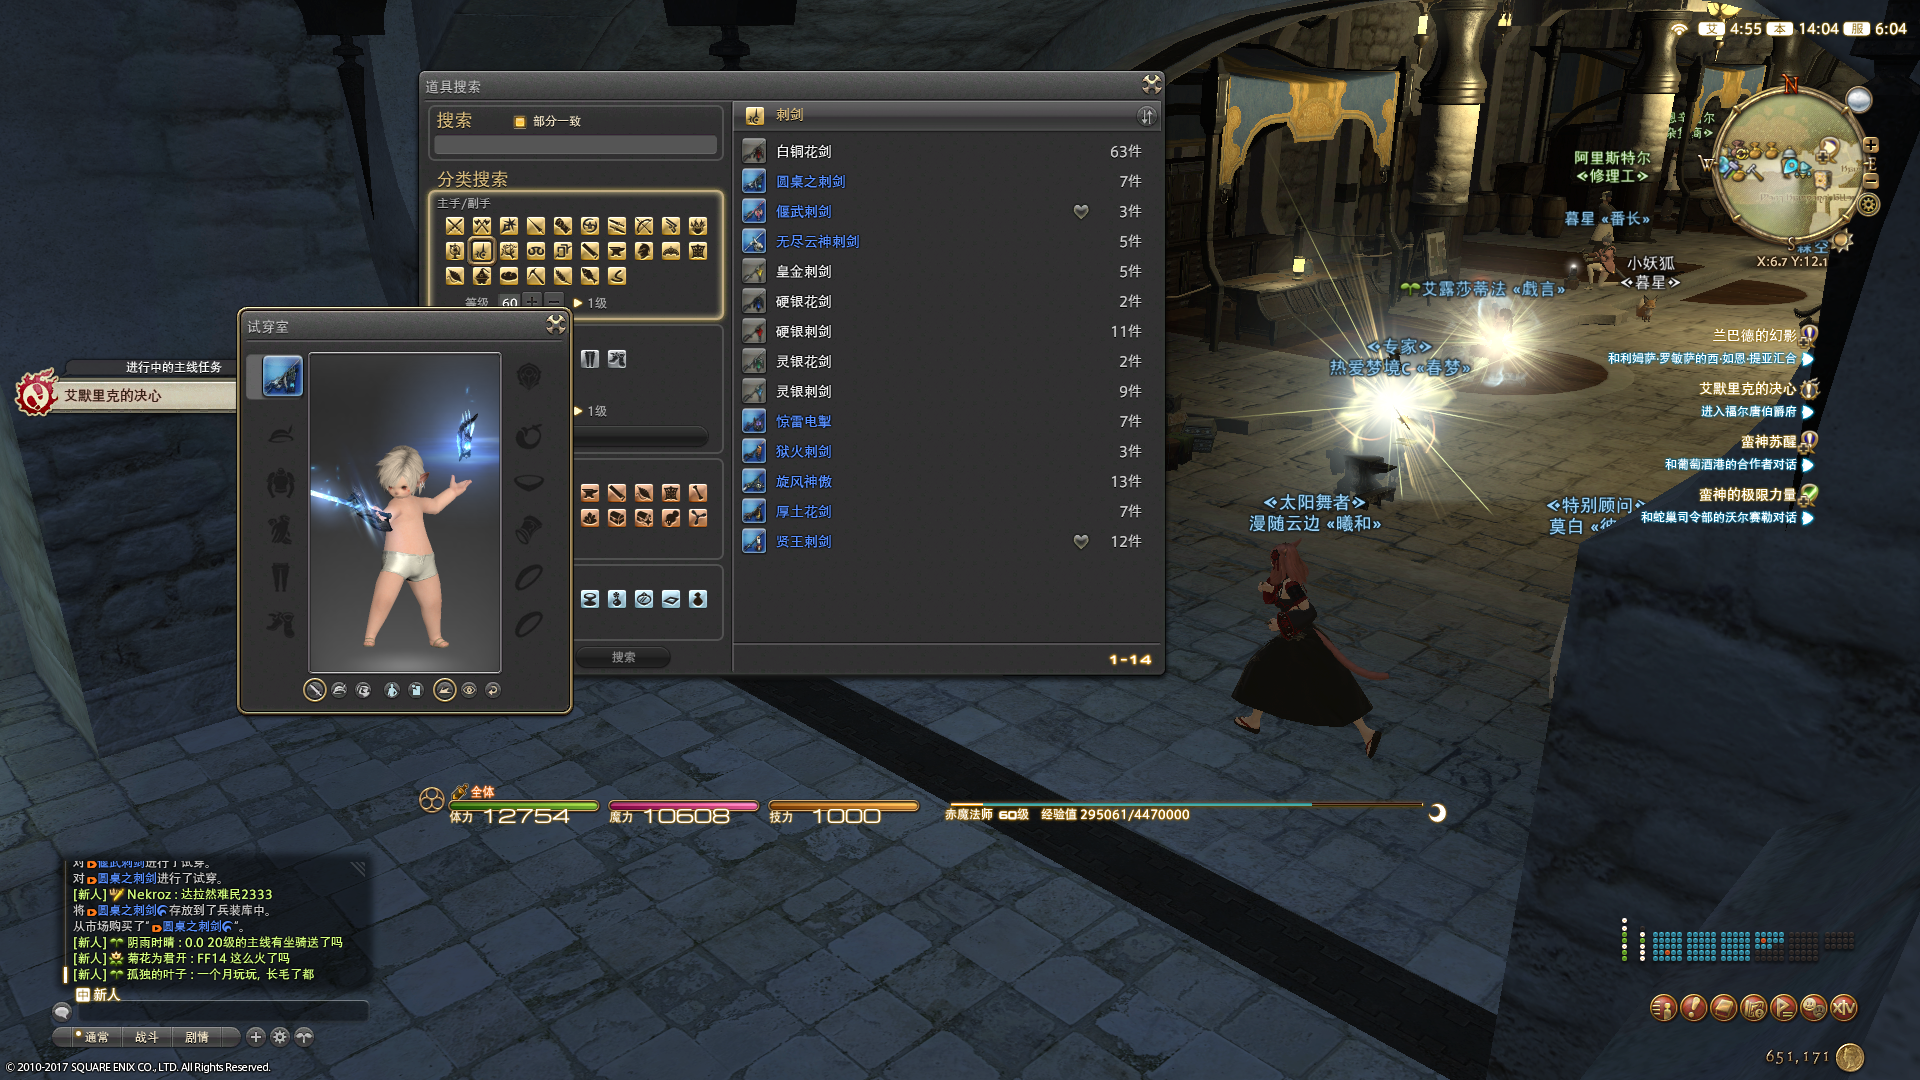 艾 4:55 本 14:04 服 6:04
道具搜索
搜索
部分一致
分类搜索
主手/副手
等级 60
1级
1级
搜索
刺剑
白铜花剑 63件
圆桌之刺剑 7件
偃武刺剑 3件
无尽云神刺剑 5件
皇金刺剑 5件
硬银花剑 2件
硬银刺剑 11件
灵银花剑 2件
灵银刺剑 9件
惊雷电掣 7件
狱火刺剑 3件
旋风神傲 13件
厚土花剑 7件
贤王刺剑 12件
1-14
试穿室
进行中的主线任务
艾默里克的决心
N
W
E
S
X:6.7 Y:12.1
阿里斯特尔
≪修理工≫
暮星 «番长»
小妖狐
≪暮星≫
艾露莎蒂法 «戯言»
≪专家≫
热爱梦境c «春梦»
≪太阳舞者≫
漫随云边 «曦和»
≪特别顾问≫
莫白
兰巴德的幻影
和利姆萨·罗敏萨的西·如恩·提亚汇合
艾默里克的决心
进入福尔唐伯爵府
蛮神苏醒
和葡萄酒港的合作者对话
蛮神的极限力量
和蛇巢司令部的沃尔赛勒对话
全体
体力 12754
魔力 10608
技力 1000
赤魔法师 60级 经验值 295061/4470000
对偃武刺剑进行了试穿。
对圆桌之刺剑进行了试穿。
[新人] Nekroz : 达拉然难民2333
将圆桌之刺剑存放到了兵装库中。
从市场购买了“圆桌之刺剑”。
[新人] 阴雨时晴 : 0.0 20级的主线有坐骑送了吗
[新人] 菊花为君开 : FF14 这么火了吗
[新人] 孤独的叶子 : 一个月玩玩, 长毛了都
新人
通常 战斗 剧情
XIV
651,171
© 2010-2017 SQUARE ENIX CO., LTD. All Rights Reserved.